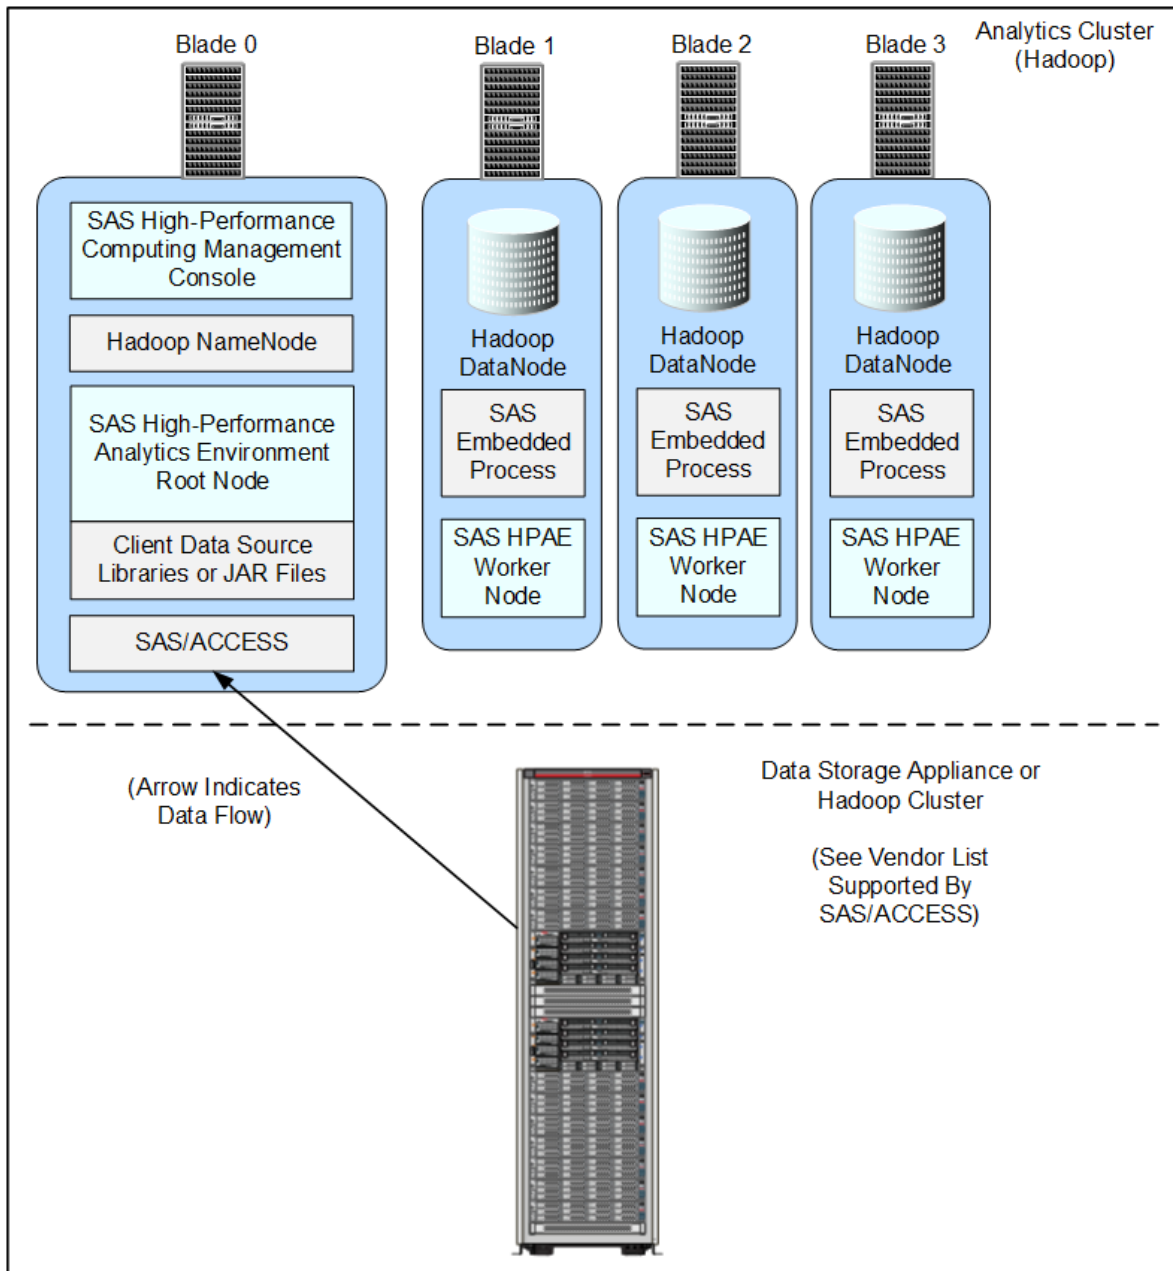 Blade 0
Blade 1
Blade 2
Blade 3
Analytics Cluster
(Hadoop)
SAS High-Performance
Computing Management
Console
Hadoop NameNode
SAS High-Performance
Analytics Environment
Root Node
Client Data Source
Libraries or JAR Files
SAS/ACCESS
Hadoop
DataNode
SAS
Embedded
Process
SAS HPAE
Worker
Node
Hadoop
DataNode
SAS
Embedded
Process
SAS HPAE
Worker
Node
Hadoop
DataNode
SAS
Embedded
Process
SAS HPAE
Worker
Node
(Arrow Indicates
Data Flow)
Data Storage Appliance or
Hadoop Cluster
(See Vendor List
Supported By
SAS/ACCESS)